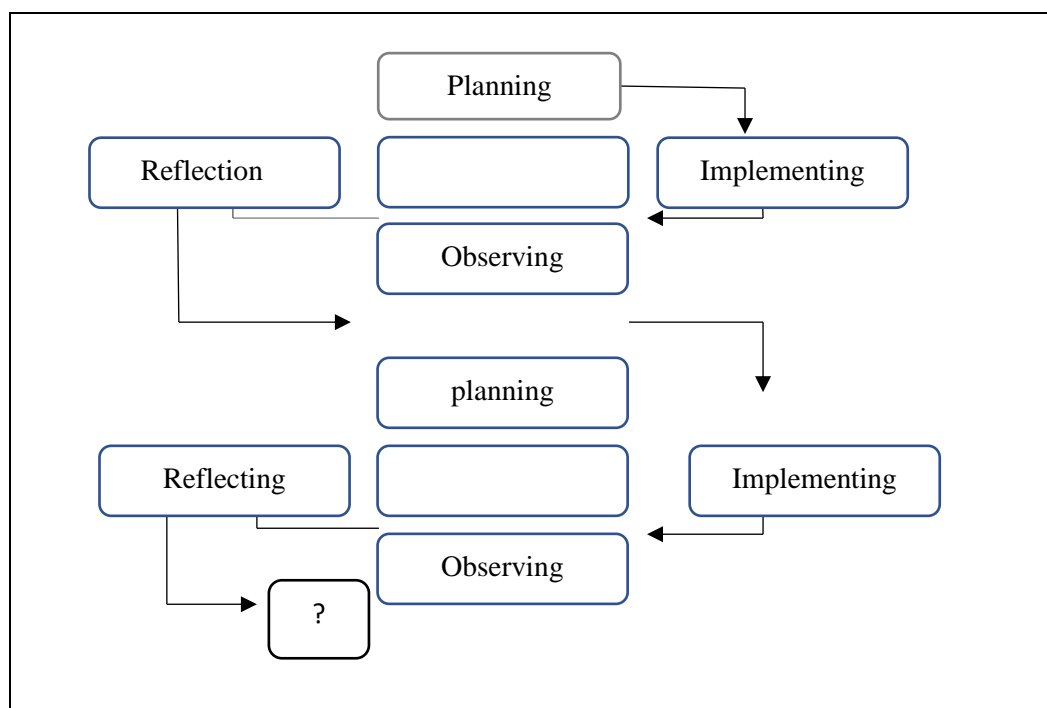 Planning
Reflection
Implementing
Observing
planning
Reflecting
Implementing
Observing
?